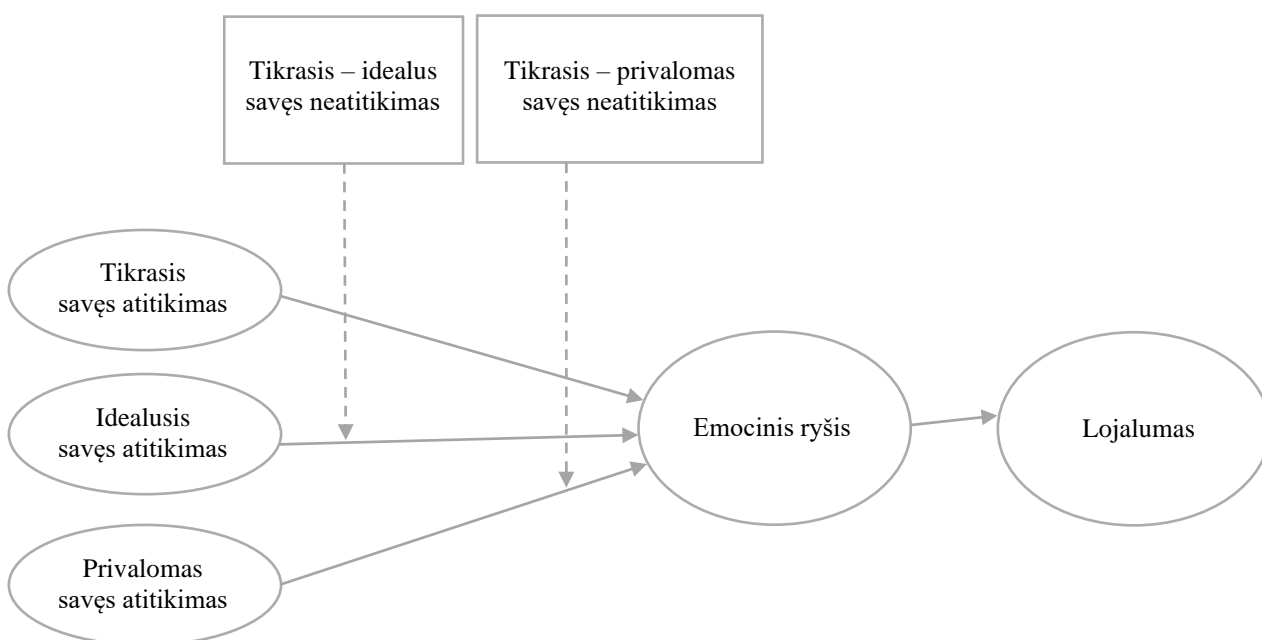 Tikrasis – idealus
savęs neatitikimas
Tikrasis – privalomas
savęs neatitikimas
Tikrasis
savęs atitikimas
Idealusis
savęs atitikimas
Emocinis ryšis
Lojalumas
Privalomas
savęs atitikimas